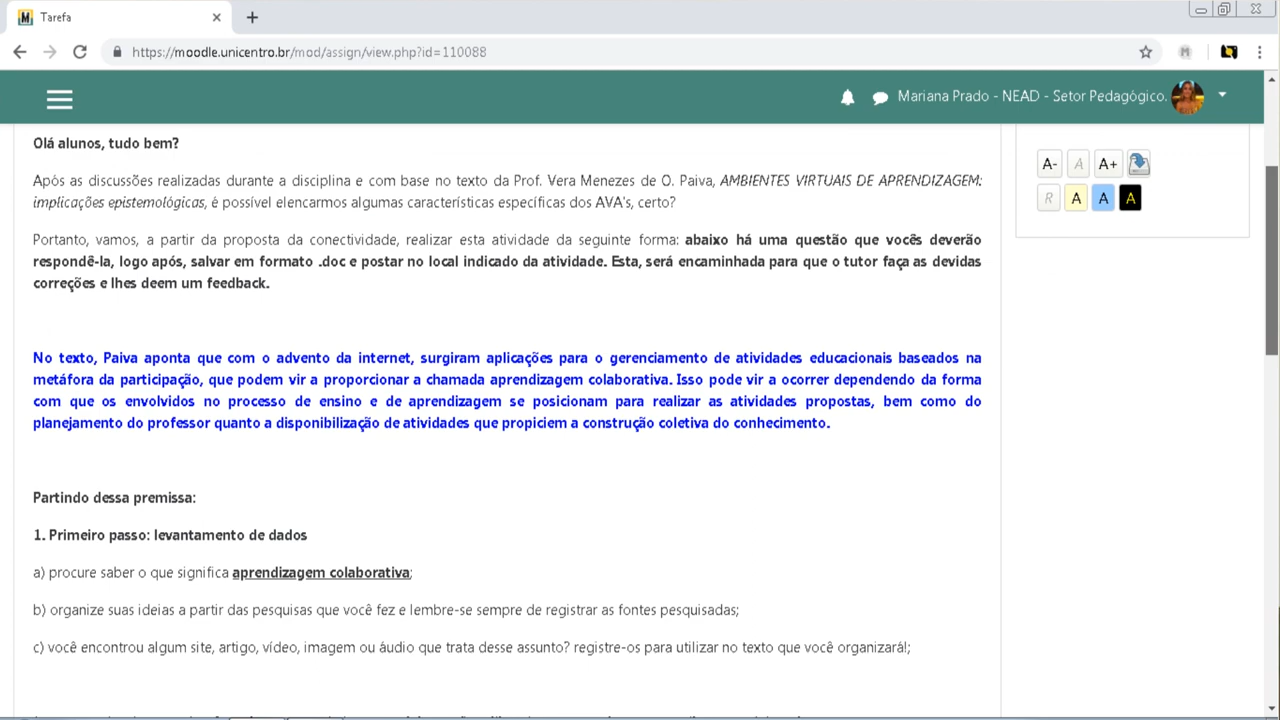 Tarefa
https://moodle.unicentro.br/mod/assign/view.php?id=110088
Mariana Prado - NEAD - Setor Pedagógico.
Olá alunos, tudo bem?
Após as discussões realizadas durante a disciplina e com base no texto da Prof. Vera Menezes de O. Paiva, AMBIENTES VIRTUAIS DE APRENDIZAGEM:
implicações epistemológicas, é possível elencarmos algumas características específicas dos AVA's, certo?
Portanto, vamos, a partir da proposta da conectividade, realizar esta atividade da seguinte forma: abaixo há uma questão que vocês deverão
respondê-la, logo após, salvar em formato .doc e postar no local indicado da atividade. Esta, será encaminhada para que o tutor faça as devidas
correções e lhes deem um feedback.
No texto, Paiva aponta que com o advento da internet, surgiram aplicações para o gerenciamento de atividades educacionais baseados na
metáfora da participação, que podem vir a proporcionar a chamada aprendizagem colaborativa. Isso pode vir a ocorrer dependendo da forma
com que os envolvidos no processo de ensino e de aprendizagem se posicionam para realizar as atividades propostas, bem como do
planejamento do professor quanto a disponibilização de atividades que propiciem a construção coletiva do conhecimento.
Partindo dessa premissa:
1. Primeiro passo: levantamento de dados
a) procure saber o que significa aprendizagem colaborativa;
b) organize suas ideias a partir das pesquisas que você fez e lembre-se sempre de registrar as fontes pesquisadas;
c) você encontrou algum site, artigo, vídeo, imagem ou áudio que trata desse assunto? registre-os para utilizar no texto que você organizará!;
A- A A+
R A A A